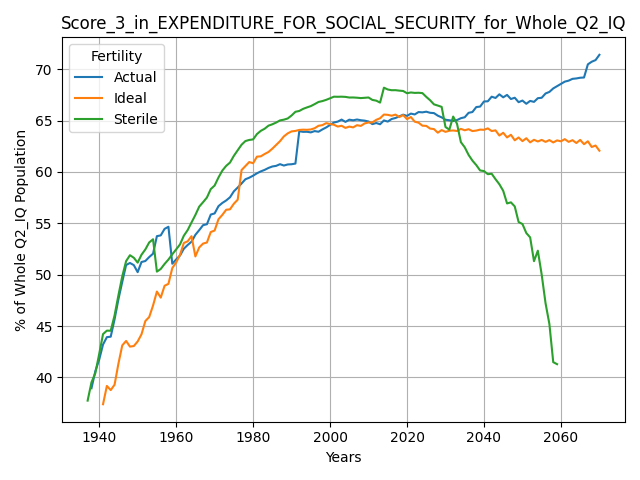 Score_3_in_EXPENDITURE_FOR_SOCIAL_SECURITY_for_Whole_Q2_IQ
Fertility
Actual
Ideal
Sterile
% of Whole Q2_IQ Population
70
65
60
55
50
45
40
1940 1960 1980 2000 2020 2040 2060
Years